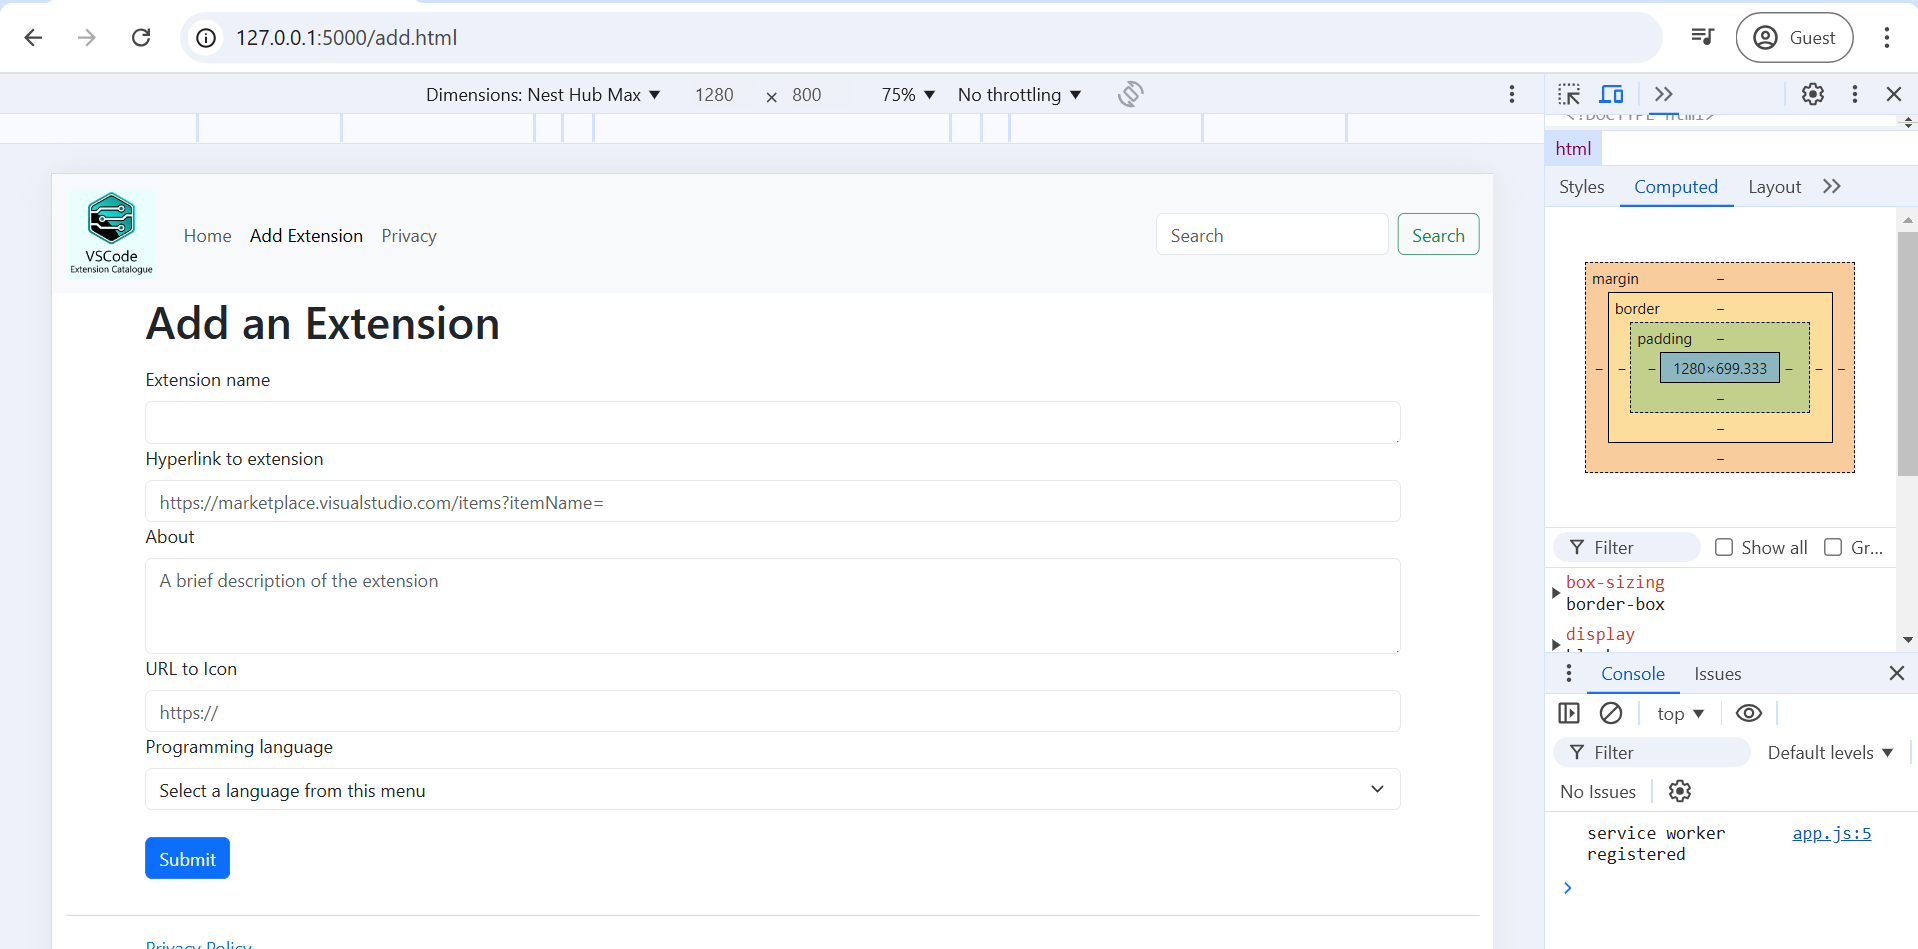 127.0.0.1:5000/add.html
Guest
Dimensions: Nest Hub Max ▼ 1280 × 800 75% ▼ No throttling ▼
<!DOCTYPE html>
html
Styles Computed Layout
VSCode
Extension Catalogue
Home Add Extension Privacy
Search Search
margin –
border –
padding –
– – – 1280×699.333 – – –
–
–
–
Add an Extension
Extension name
Hyperlink to extension
https://marketplace.visualstudio.com/items?itemName=
About
A brief description of the extension
URL to Icon
https://
Programming language
Select a language from this menu
Submit
Privacy Policy
Filter Show all Gr...
box-sizing
border-box
display
Console Issues
top ▼
Filter Default levels ▼
No Issues
service worker registered app.js:5